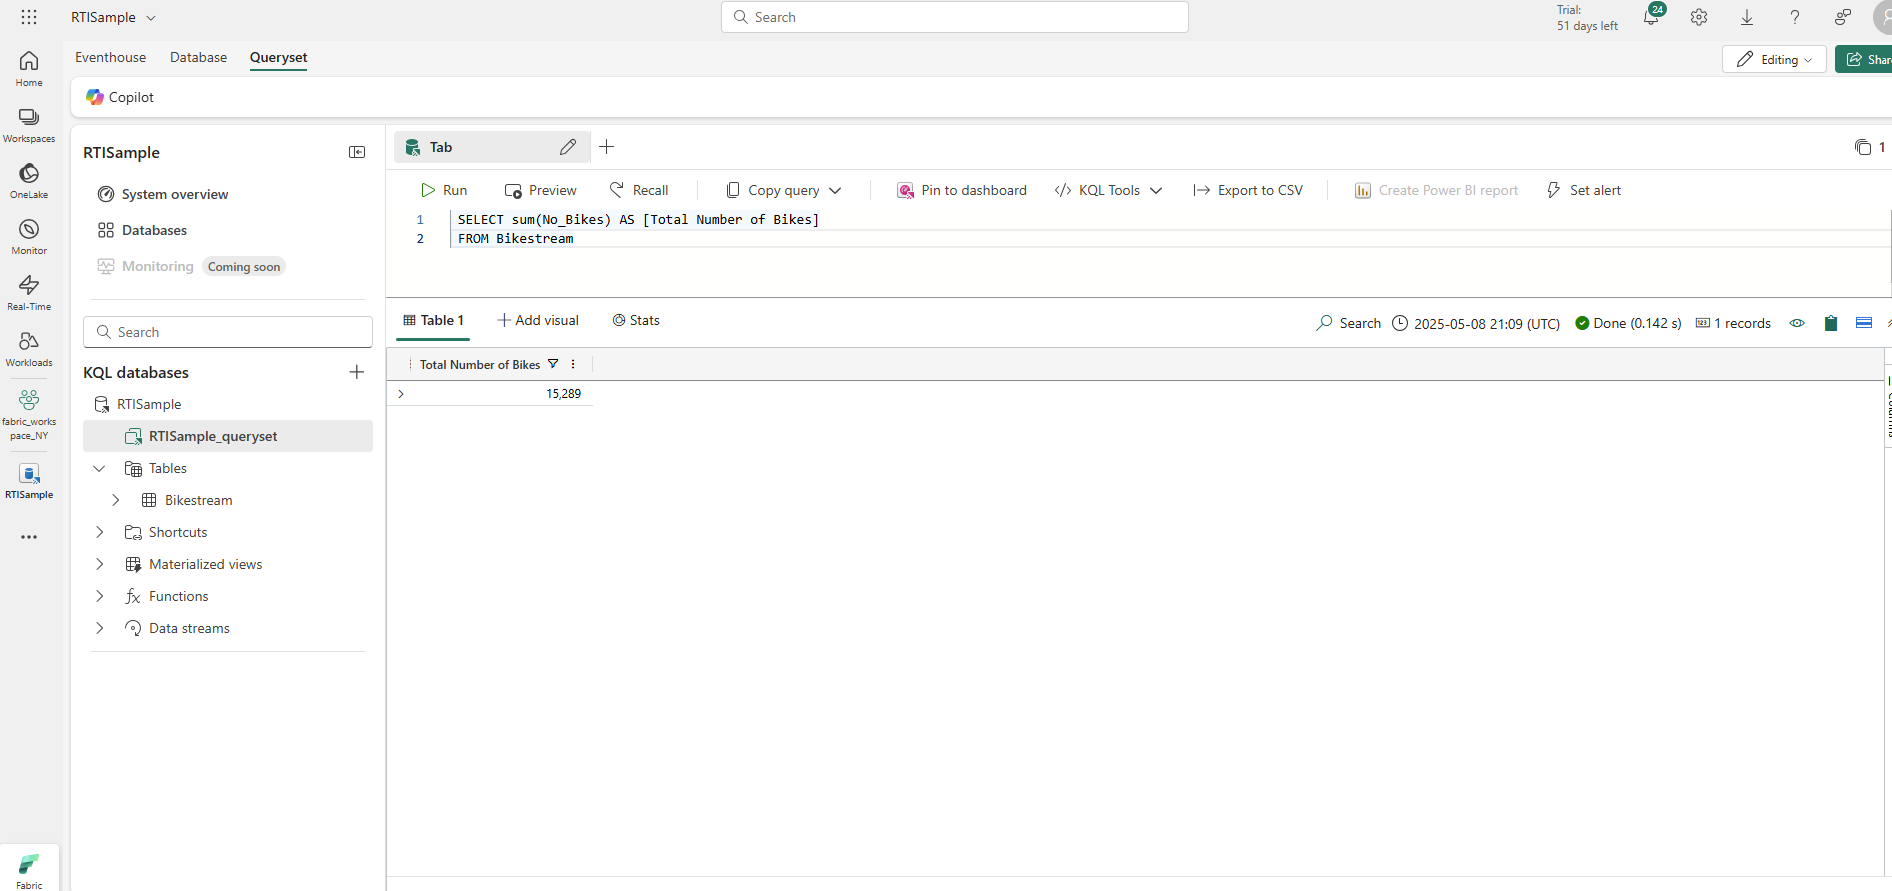 RTISample
Search
Trial:
51 days left
24
Home
Workspaces
OneLake
Monitor
Real-Time
Workloads
fabric_works
pace_NY
RTISample
Fabric
Eventhouse Database Queryset
Editing
Share
Copilot
RTISample
System overview
Databases
Monitoring Coming soon
Search
KQL databases
RTISample
RTISample_queryset
Tables
Bikestream
Shortcuts
Materialized views
Functions
Data streams
Tab
1
Run Preview Recall Copy query Pin to dashboard KQL Tools Export to CSV Create Power BI report Set alert
1 SELECT sum(No_Bikes) AS [Total Number of Bikes]
2 FROM Bikestream
Table 1 Add visual Stats
Search 2025-05-08 21:09 (UTC) Done (0.142 s) 1 records
Total Number of Bikes
15,289